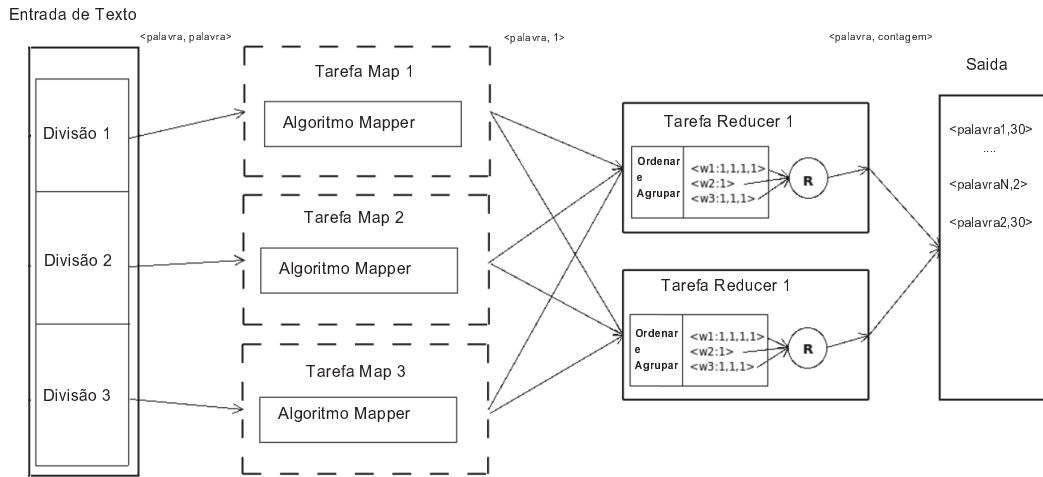 Entrada de Texto
<palavra, palavra>
<palavra, 1>
<palavra, contagem>
Divisão 1
Divisão 2
Divisão 3
Tarefa Map 1
Algoritmo Mapper
Tarefa Map 2
Algoritmo Mapper
Tarefa Map 3
Algoritmo Mapper
Tarefa Reducer 1
Ordenar
e
Agrupar
<w1:1,1,1,1>
<w2:1>
<w3:1,1,1>
R
Tarefa Reducer 1
Ordenar
e
Agrupar
<w1:1,1,1,1>
<w2:1>
<w3:1,1,1>
R
Saida
<palavra1,30>
....
<palavraN,2>
<palavra2,30>